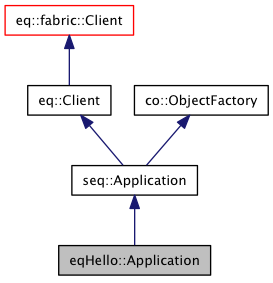 eq::fabric::Client
eq::Client
co::ObjectFactory
seq::Application
eqHello::Application